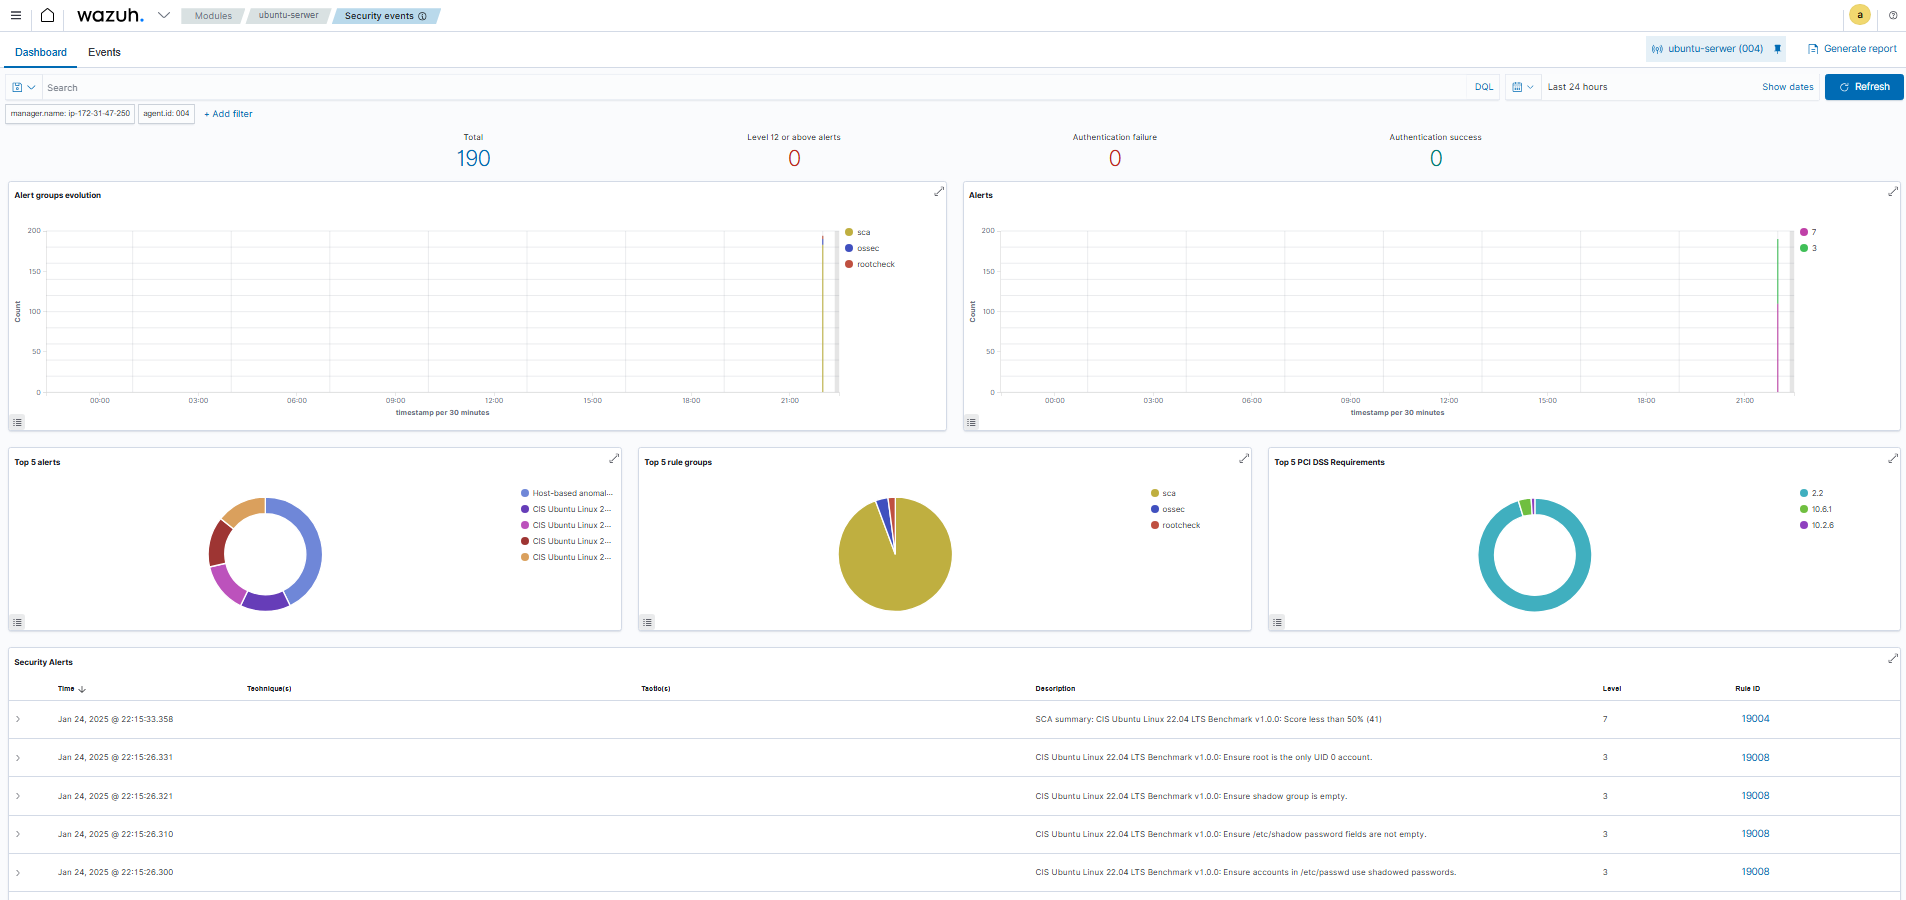 wazuh.
Modules
ubuntu-serwer
Security events
a
Dashboard
Events
ubuntu-serwer (004)
Generate report
Search
DQL
Last 24 hours
Show dates
Refresh
manager.name: ip-172-31-47-250
agent.id: 004
+ Add filter
Total
190
Level 12 or above alerts
0
Authentication failure
0
Authentication success
0
Alert groups evolution
200
150
100
50
0
Count
00:00
03:00
06:00
09:00
12:00
15:00
18:00
21:00
timestamp per 30 minutes
sca
ossec
rootcheck
Alerts
200
150
100
50
0
Count
00:00
03:00
06:00
09:00
12:00
15:00
18:00
21:00
timestamp per 30 minutes
7
3
Top 5 alerts
Host-based anomal...
CIS Ubuntu Linux 2...
CIS Ubuntu Linux 2...
CIS Ubuntu Linux 2...
CIS Ubuntu Linux 2...
Top 5 rule groups
sca
ossec
rootcheck
Top 5 PCI DSS Requirements
2.2
10.6.1
10.2.6
Security Alerts
Time Technique(s) Tactic(s) Description Level Rule ID
Jan 24, 2025 @ 22:15:33.358 SCA summary: CIS Ubuntu Linux 22.04 LTS Benchmark v1.0.0: Score less than 50% (41) 7 19004
Jan 24, 2025 @ 22:15:26.331 CIS Ubuntu Linux 22.04 LTS Benchmark v1.0.0: Ensure root is the only UID 0 account. 3 19008
Jan 24, 2025 @ 22:15:26.321 CIS Ubuntu Linux 22.04 LTS Benchmark v1.0.0: Ensure shadow group is empty. 3 19008
Jan 24, 2025 @ 22:15:26.310 CIS Ubuntu Linux 22.04 LTS Benchmark v1.0.0: Ensure /etc/shadow password fields are not empty. 3 19008
Jan 24, 2025 @ 22:15:26.300 CIS Ubuntu Linux 22.04 LTS Benchmark v1.0.0: Ensure accounts in /etc/passwd use shadowed passwords. 3 19008